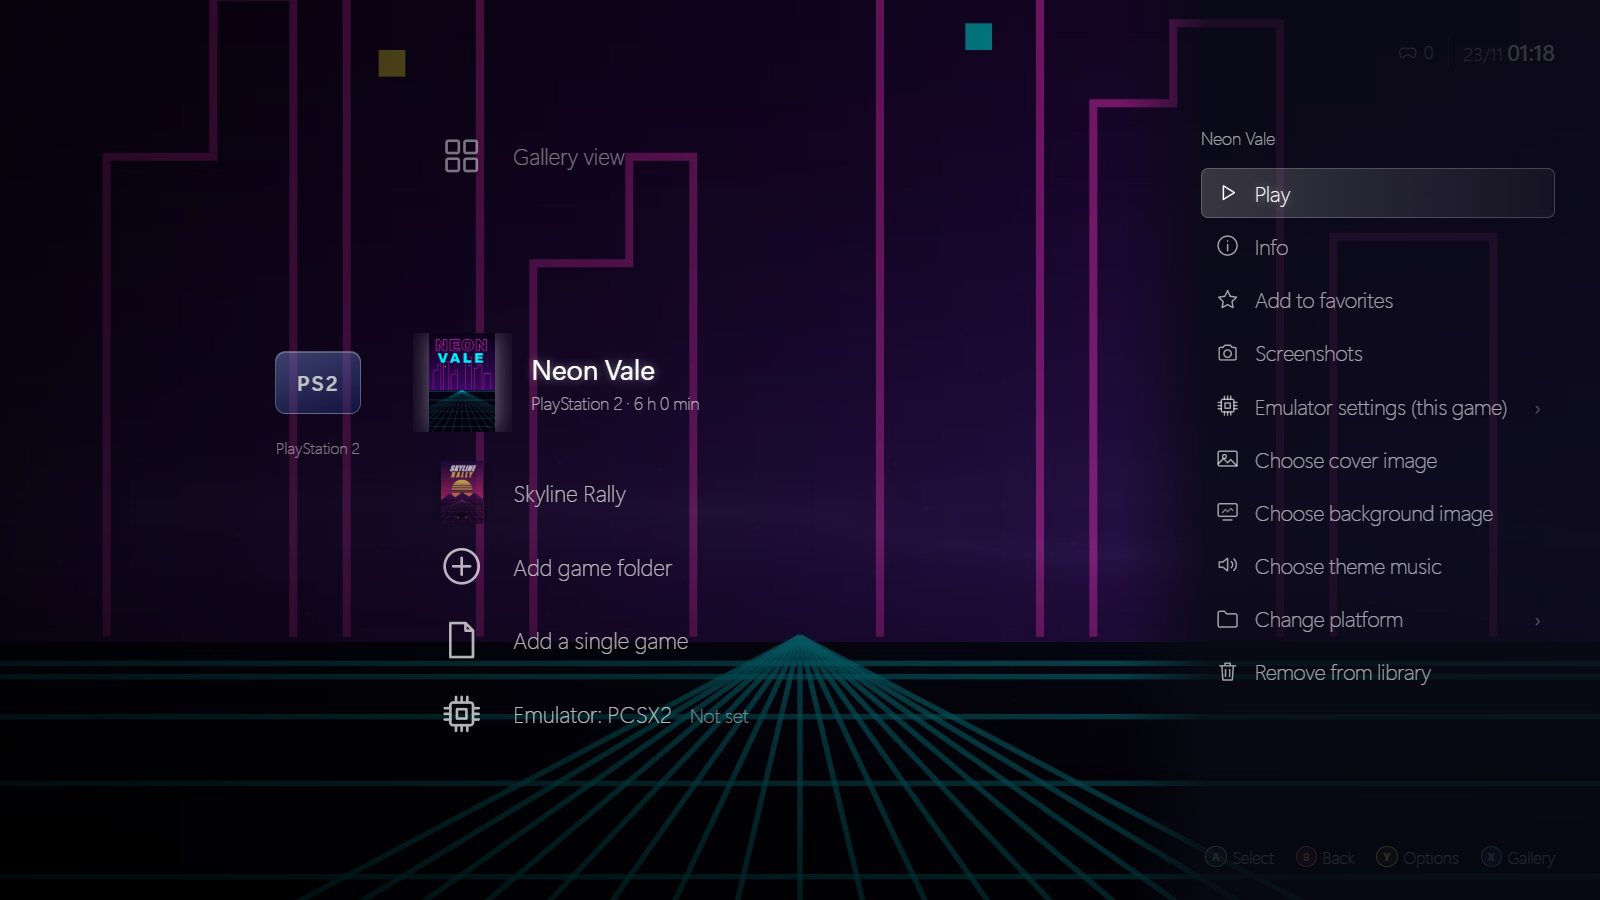 0
23/11 01:18
Gallery view
PS2
PlayStation 2
NEON
VALE
Neon Vale
PlayStation 2 · 6 h 0 min
SKYLINE
RALLY
Skyline Rally
Add game folder
Add a single game
Emulator: PCSX2 Not set
Neon Vale
Play
Info
Add to favorites
Screenshots
Emulator settings (this game)
Choose cover image
Choose background image
Choose theme music
Change platform
Remove from library
A Select B Back Y Options X Gallery